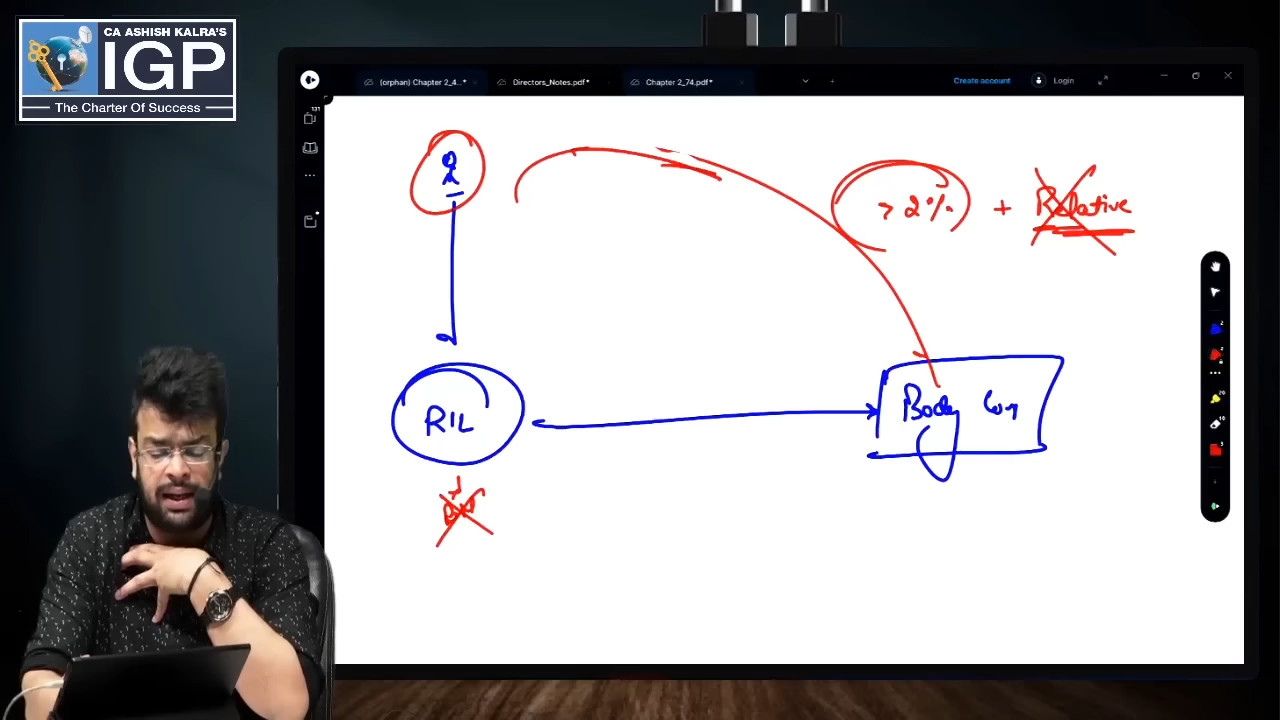 CA ASHISH KALRA'S
IGP
The Charter Of Success
(orphan) Chapter 2_4...*
Directors_Notes.pdf*
Chapter 2_74.pdf*
Create account
Login
131
> 2% + Relative
RIL
Body